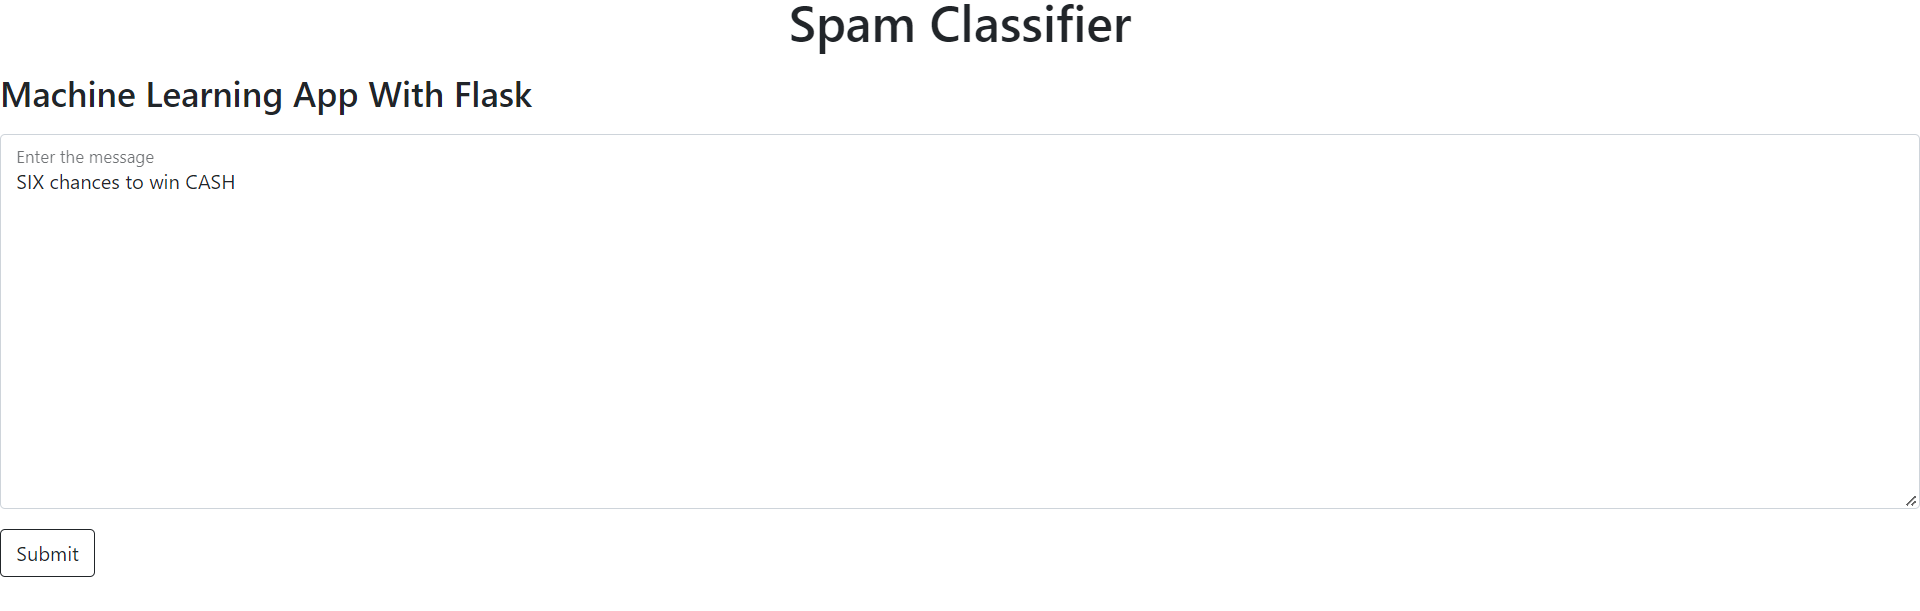 Spam Classifier
Machine Learning App With Flask
Enter the message
SIX chances to win CASH
Submit